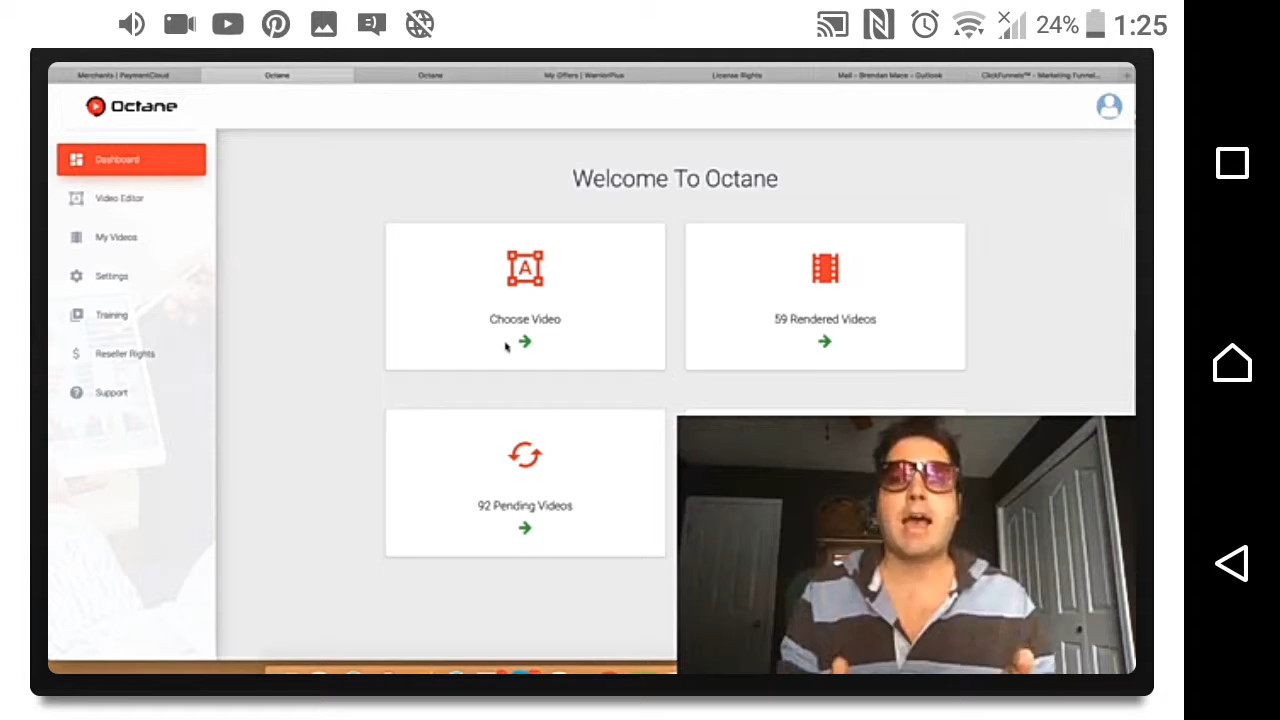 24% 1:25
Merchants | PaymentCloud
Octane
Octane
My Offers | WarriorPlus
License Rights
Mail - Brendan Mace - Outlook
ClickFunnels™ - Marketing Funnel...
Octane
Dashboard
Video Editor
My Videos
Settings
Training
Reseller Rights
Support
Welcome To Octane
Choose Video
59 Rendered Videos
92 Pending Videos